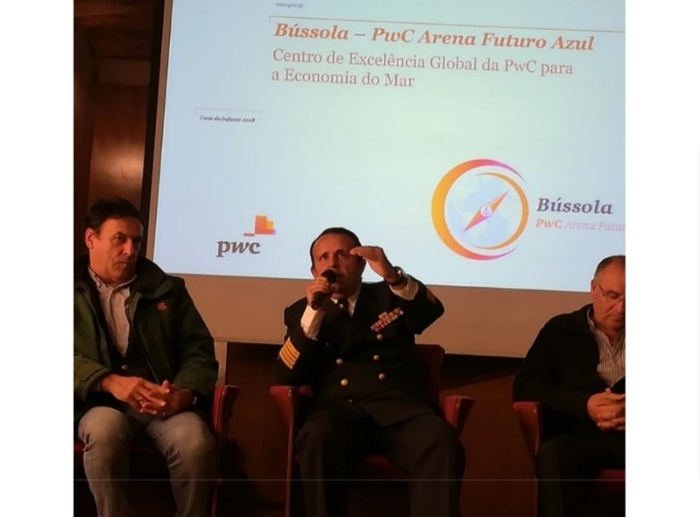 www.pwc.pt
Bússola – PwC Arena Futuro Azul
Centro de Excelência Global da PwC para
a Economia do Mar
Casa do Infante 2018
pwc
Bússola
PwC Arena Futur